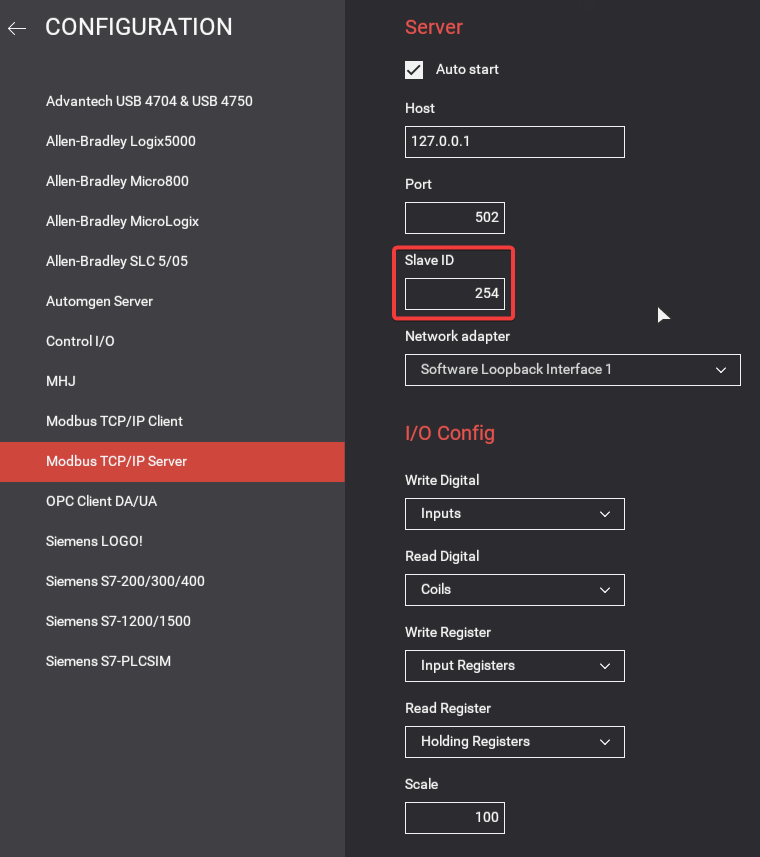 CONFIGURATION
Advantech USB 4704 & USB 4750
Allen-Bradley Logix5000
Allen-Bradley Micro800
Allen-Bradley MicroLogix
Allen-Bradley SLC 5/05
Automgen Server
Control I/O
MHJ
Modbus TCP/IP Client
Modbus TCP/IP Server
OPC Client DA/UA
Siemens LOGO!
Siemens S7-200/300/400
Siemens S7-1200/1500
Siemens S7-PLCSIM
Server
Auto start
Host
127.0.0.1
Port
502
Slave ID
254
Network adapter
Software Loopback Interface 1
I/O Config
Write Digital
Inputs
Read Digital
Coils
Write Register
Input Registers
Read Register
Holding Registers
Scale
100